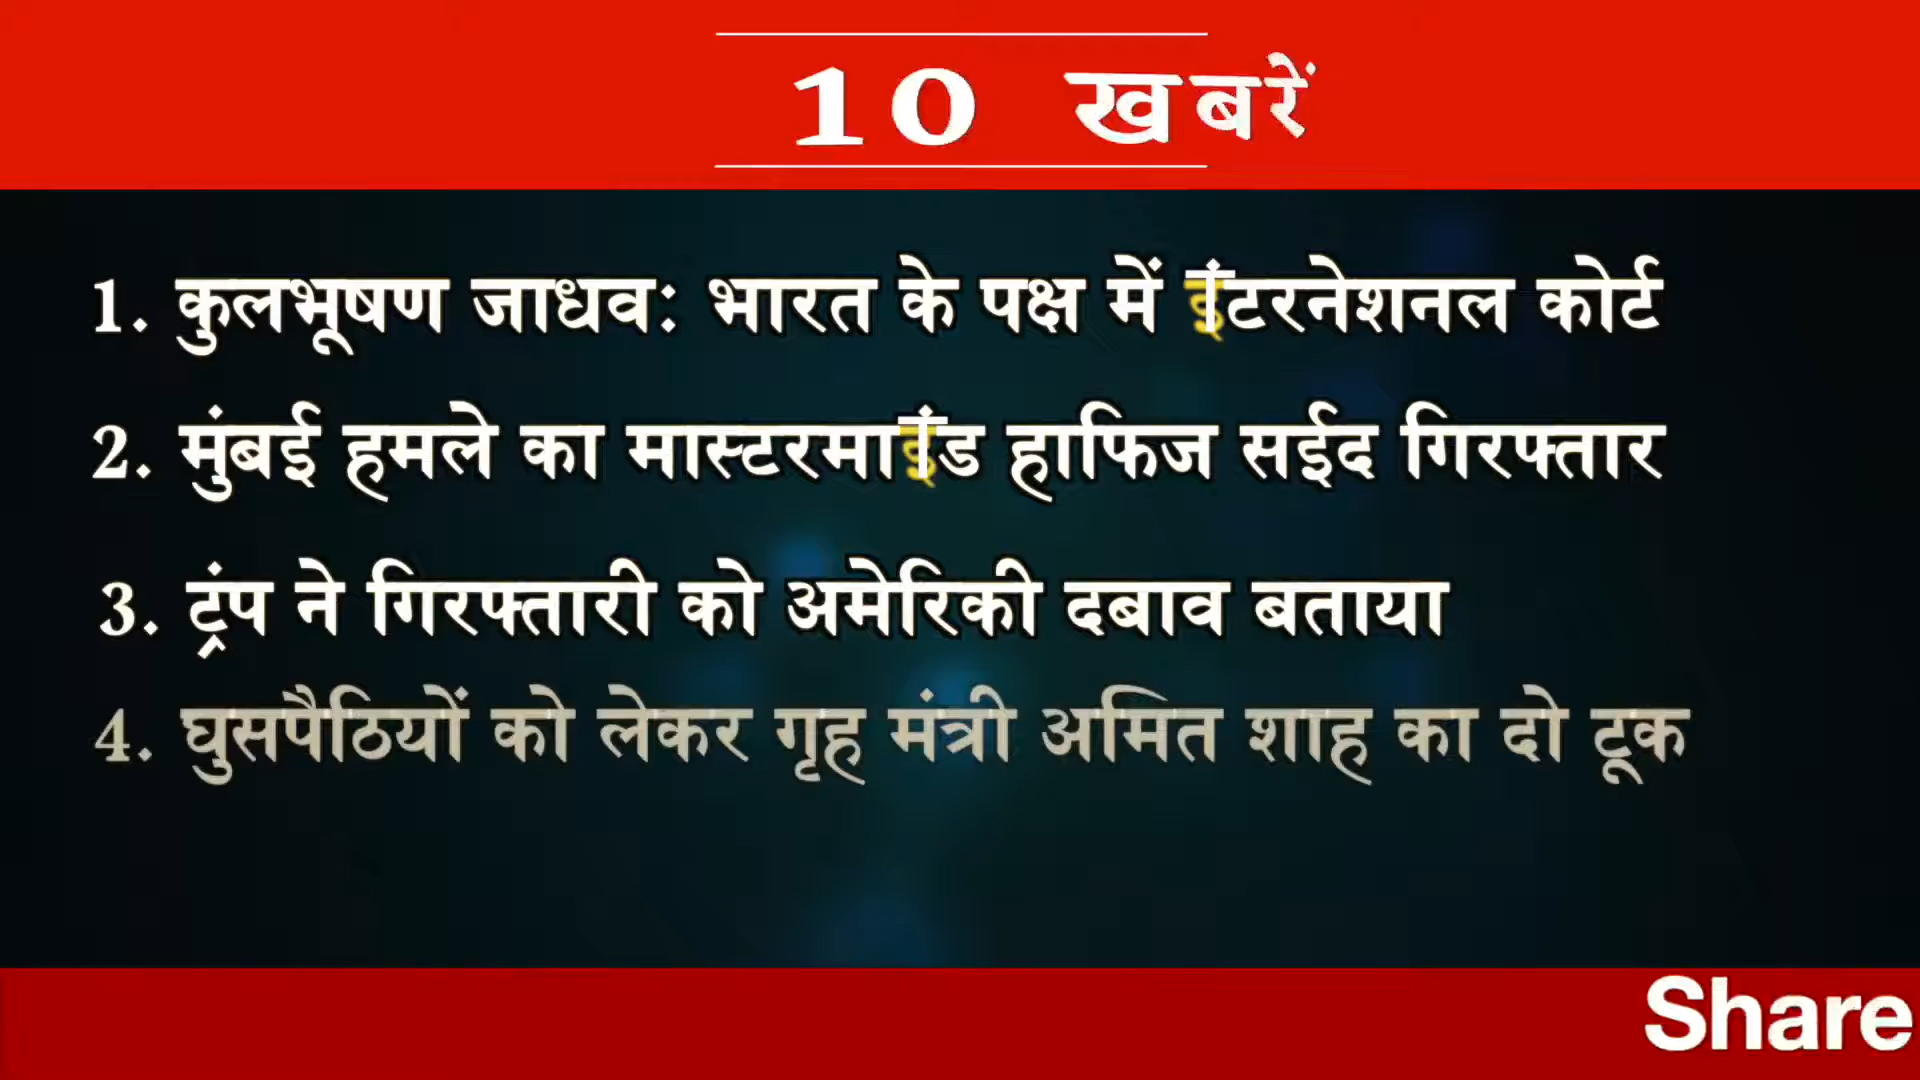 10 खबरें
1. कुलभूषण जाधव: भारत के पक्ष में इंटरनेशनल कोर्ट
2. मुंबई हमले का मास्टरमाइंड हाफिज सईद गिरफ्तार
3. ट्रंप ने गिरफ्तारी को अमेरिकी दबाव बताया
4. घुसपैठियों को लेकर गृह मंत्री अमित शाह का दो टूक
Share